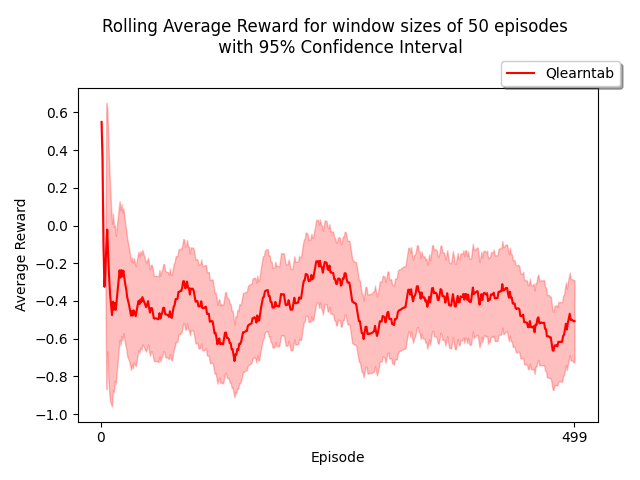 Rolling Average Reward for window sizes of 50 episodes
with 95% Confidence Interval
Qlearntab
0.6
0.4
0.2
0.0
−0.2
−0.4
−0.6
−0.8
−1.0
Average Reward
0
499
Episode